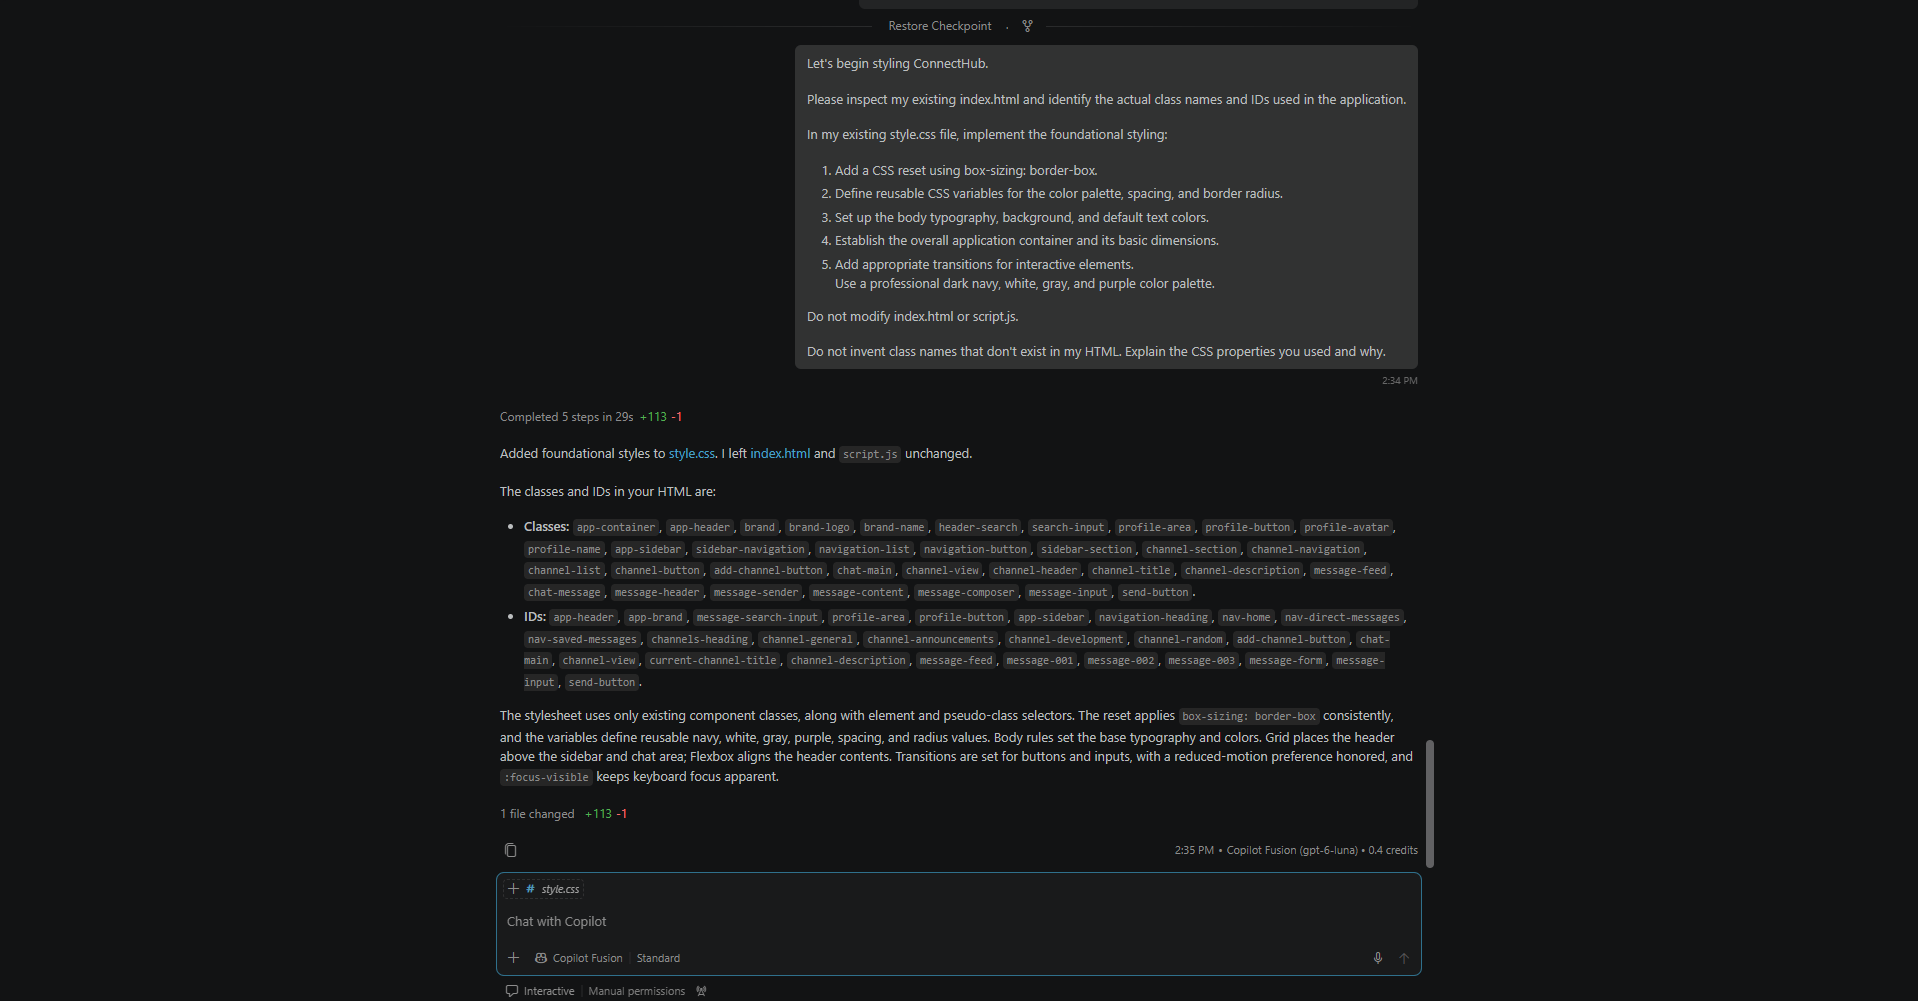 Restore Checkpoint
Let's begin styling ConnectHub.
Please inspect my existing index.html and identify the actual class names and IDs used in the application.
In my existing style.css file, implement the foundational styling:
1. Add a CSS reset using box-sizing: border-box.
2. Define reusable CSS variables for the color palette, spacing, and border radius.
3. Set up the body typography, background, and default text colors.
4. Establish the overall application container and its basic dimensions.
5. Add appropriate transitions for interactive elements.
Use a professional dark navy, white, gray, and purple color palette.
Do not modify index.html or script.js.
Do not invent class names that don't exist in my HTML. Explain the CSS properties you used and why.
2:34 PM
Completed 5 steps in 29s +113 -1
Added foundational styles to style.css. I left index.html and script.js unchanged.
The classes and IDs in your HTML are:
• Classes: app-container, app-header, brand, brand-logo, brand-name, header-search, search-input, profile-area, profile-button, profile-avatar,
profile-name, app-sidebar, sidebar-navigation, navigation-list, navigation-button, sidebar-section, channel-section, channel-navigation,
channel-list, channel-button, add-channel-button, chat-main, channel-view, channel-header, channel-title, channel-description, message-feed,
chat-message, message-header, message-sender, message-content, message-composer, message-input, send-button.
• IDs: app-header, app-brand, message-search-input, profile-area, profile-button, app-sidebar, navigation-heading, nav-home, nav-direct-messages,
nav-saved-messages, channels-heading, channel-general, channel-announcements, channel-development, channel-random, add-channel-button, chat-
main, channel-view, current-channel-title, channel-description, message-feed, message-001, message-002, message-003, message-form, message-
input, send-button.
The stylesheet uses only existing component classes, along with element and pseudo-class selectors. The reset applies box-sizing: border-box consistently,
and the variables define reusable navy, white, gray, purple, spacing, and radius values. Body rules set the base typography and colors. Grid places the header
above the sidebar and chat area; Flexbox aligns the header contents. Transitions are set for buttons and inputs, with a reduced-motion preference honored, and
:focus-visible keeps keyboard focus apparent.
1 file changed +113 -1
2:35 PM • Copilot Fusion (gpt-6-luna) • 0.4 credits
# style.css
Chat with Copilot
Copilot Fusion Standard
Interactive Manual permissions